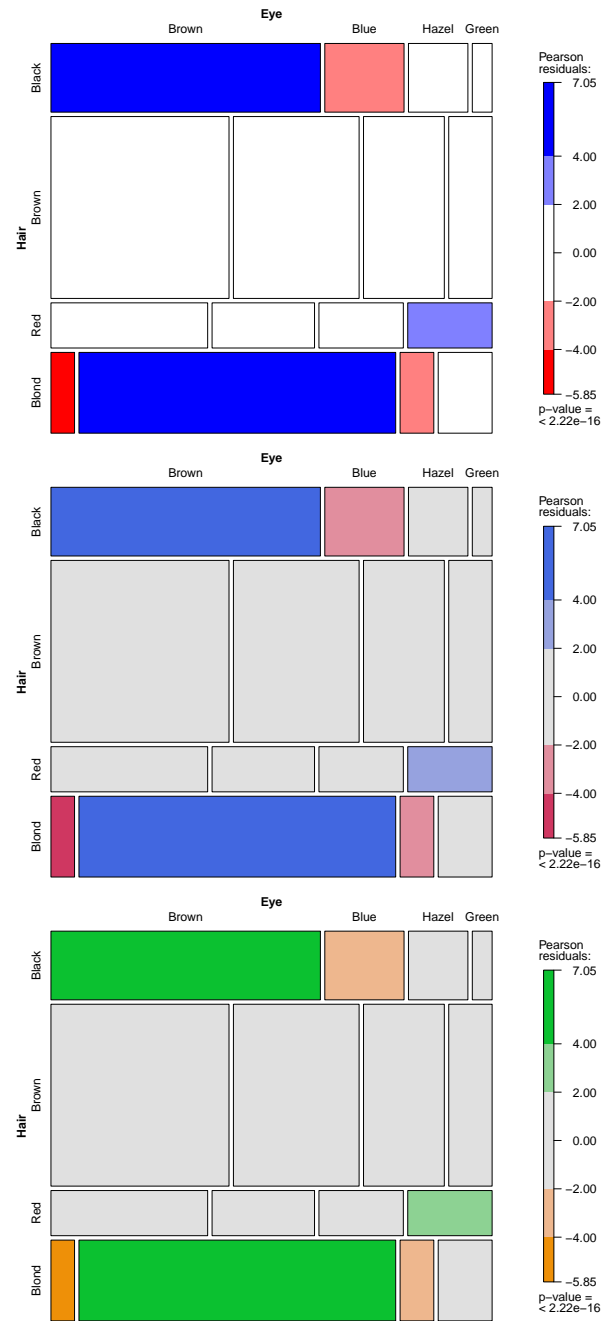 Eye
Brown Blue Hazel Green
Hair
Black
Brown
Red
Blond
Pearson
residuals:
7.05
4.00
2.00
0.00
−2.00
−4.00
−5.85
p−value =
< 2.22e−16
Eye
Brown Blue Hazel Green
Hair
Black
Brown
Red
Blond
Pearson
residuals:
7.05
4.00
2.00
0.00
−2.00
−4.00
−5.85
p−value =
< 2.22e−16
Eye
Brown Blue Hazel Green
Hair
Black
Brown
Red
Blond
Pearson
residuals:
7.05
4.00
2.00
0.00
−2.00
−4.00
−5.85
p−value =
< 2.22e−16